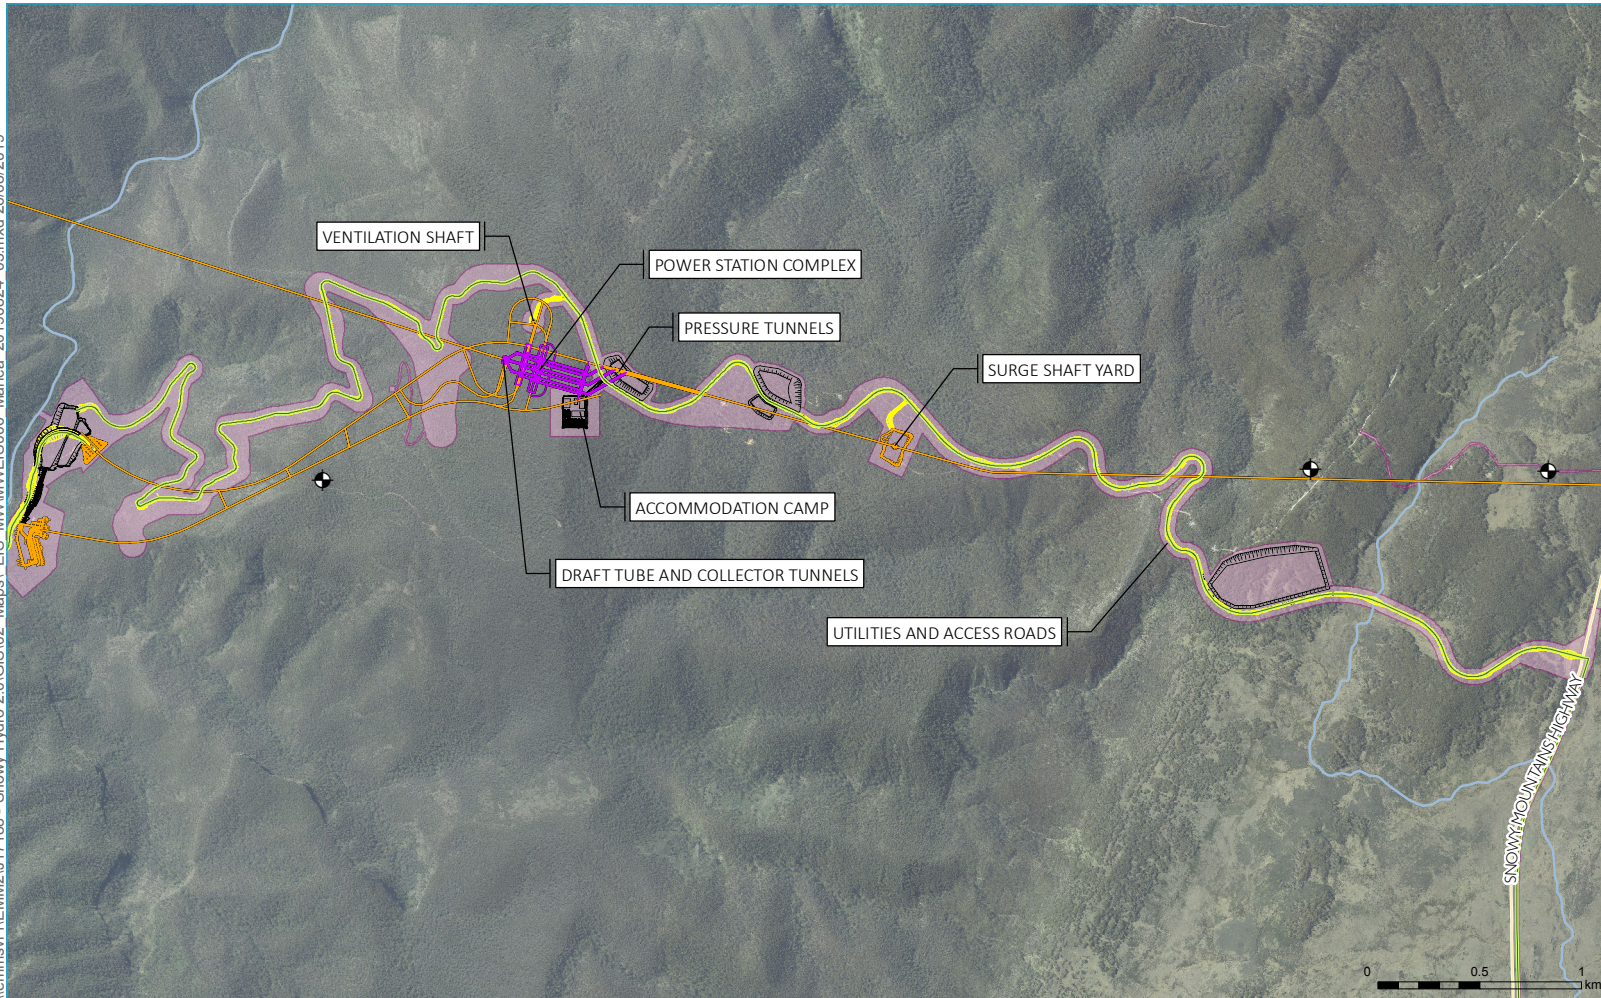 VENTILATION SHAFT
POWER STATION COMPLEX
PRESSURE TUNNELS
SURGE SHAFT YARD
ACCOMMODATION CAMP
DRAFT TUBE AND COLLECTOR TUNNELS
UTILITIES AND ACCESS ROADS
SNOWY MOUNTAINS HIGHWAY
0 0.5 1
km